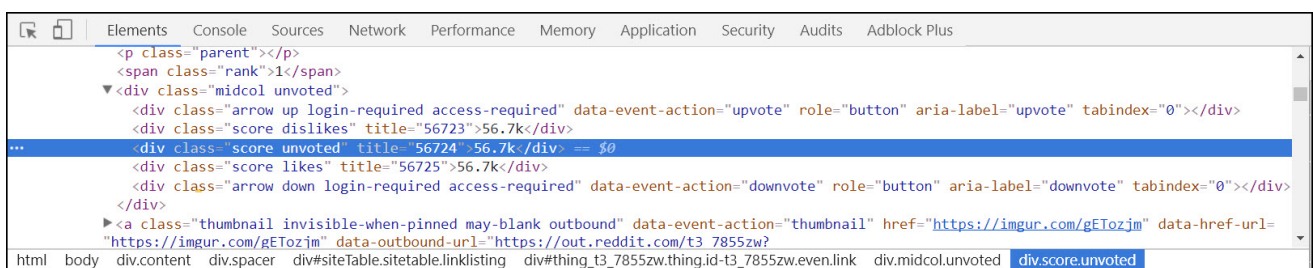 Elements Console Sources Network Performance Memory Application Security Audits Adblock Plus
<p class="parent"></p>
<span class="rank">1</span>
▼<div class="midcol unvoted">
<div class="arrow up login-required access-required" data-event-action="upvote" role="button" aria-label="upvote" tabindex="0"></div>
<div class="score dislikes" title="56723">56.7k</div>
... <div class="score unvoted" title="56724">56.7k</div> == $0
<div class="score likes" title="56725">56.7k</div>
<div class="arrow down login-required access-required" data-event-action="downvote" role="button" aria-label="downvote" tabindex="0"></div>
</div>
▶<a class="thumbnail invisible-when-pinned may-blank outbound" data-event-action="thumbnail" href="https://imgur.com/gETozjm" data-href-url=
"https://imgur.com/gETozjm" data-outbound-url="https://out.reddit.com/t3_7855zw?
html body div.content div.spacer div#siteTable.sitetable.linklisting div#thing_t3_7855zw.thing.id-t3_7855zw.even.link div.midcol.unvoted div.score.unvoted